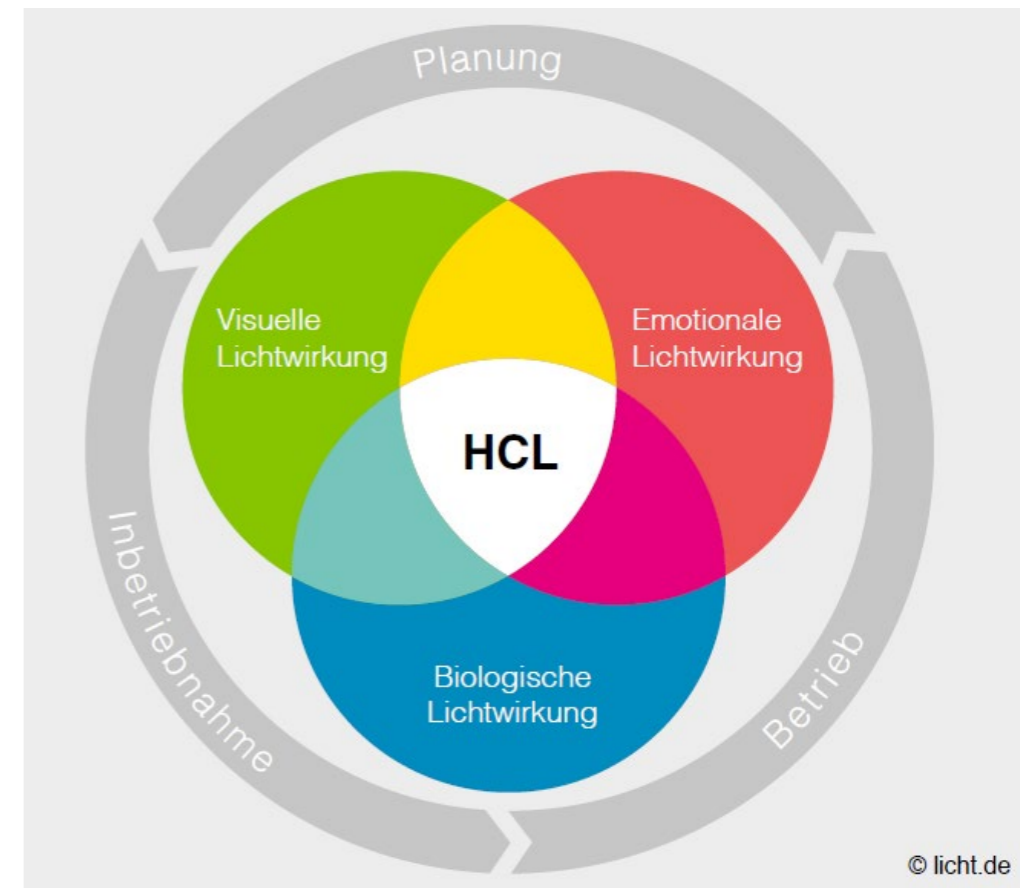 Planung
Visuelle
Lichtwirkung
Emotionale
Lichtwirkung
HCL
Biologische
Lichtwirkung
Inbetriebnahme
Betrieb
© licht.de